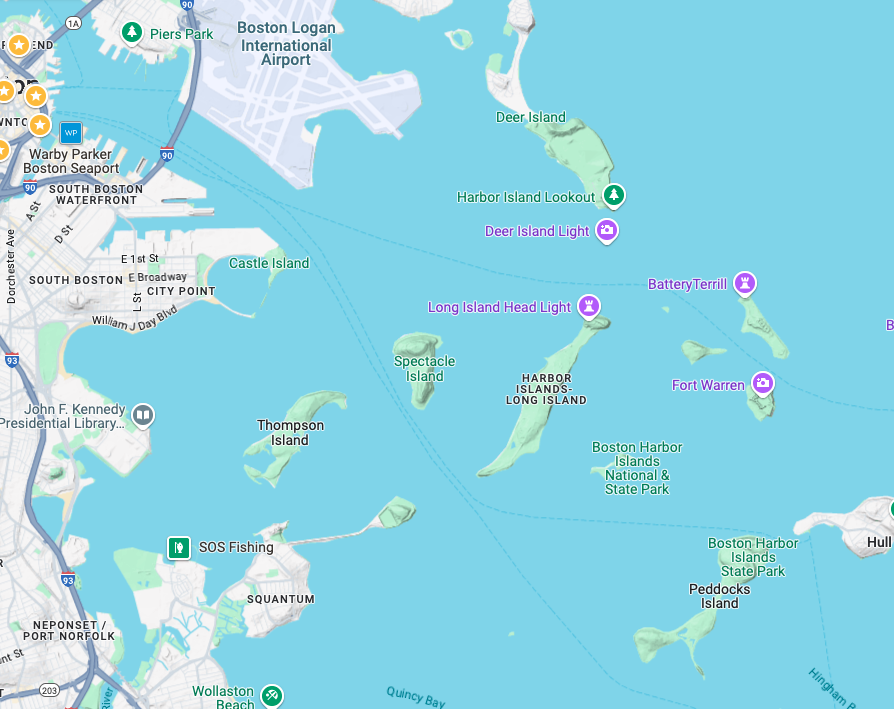 90
1A
Piers Park
Boston Logan
International
Airport
END
on
WNTO
WP
Warby Parker
Boston Seaport
90
90
SOUTH BOSTON
WATERFRONT
A St
D St
Dorchester Ave
E 1st St
E Broadway
SOUTH BOSTON
CITY POINT
L St
William J Day Blvd
Castle Island
Deer Island
Harbor Island Lookout
Deer Island Light
BatteryTerrill
Long Island Head Light
B
93
Spectacle
Island
HARBOR
ISLANDS-
LONG ISLAND
Fort Warren
John F. Kennedy
Presidential Library...
Thompson
Island
Boston Harbor
Islands
National &
State Park
SOS Fishing
Hull
Boston Harbor
Islands
State Park
Peddocks
Island
93
SQUANTUM
NEPONSET /
PORT NORFOLK
nt St
203
River
Wollaston
Beach
Quincy Bay
Hingham B